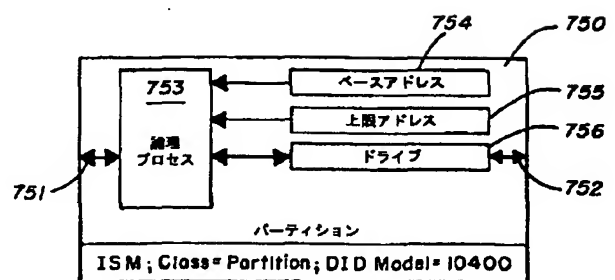 754
750
753
ベースアドレス
755
上限アドレス
756
論理
プロセス
ドライブ
751
752
パーティション
ISM; Class=Partition; DID Model=10400